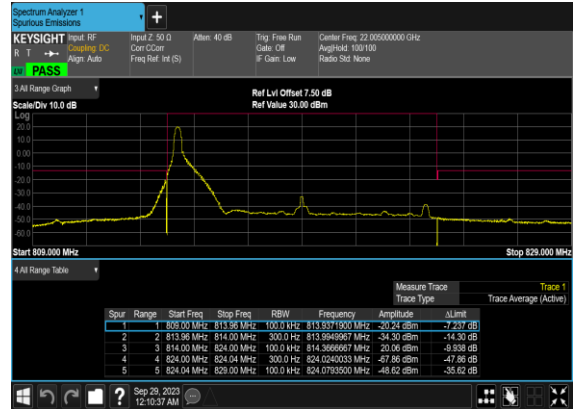 Spectrum Analyzer 1
Spurious Emissions
KEYSIGHT Input: RF Input Z: 50 Ω Atten: 40 dB Trig: Free Run Center Freq: 22.005000000 GHz
R T Coupling: DC Corr CCorr Gate: Off Avg|Hold: 100/100
Align: Auto Freq Ref: Int (S) IF Gain: Low Radio Std: None
PASS
3 All Range Graph
Ref Lvl Offset 7.50 dB
Scale/Div 10.0 dB Ref Value 30.00 dBm
Log
20.0
10.0
0.00
-10.0
-20.0
-30.0
-40.0
-50.0
-60.0
Start 809.000 MHz Stop 829.000 MHz
4 All Range Table
Measure Trace Trace 1
Trace Type Trace Average (Active)
Spur Range Start Freq Stop Freq RBW Frequency Amplitude ΔLimit
1 1 809.00 MHz 813.96 MHz 100.0 kHz 813.9371900 MHz -20.24 dBm -7.237 dB
2 2 813.96 MHz 814.00 MHz 300.0 Hz 813.9949967 MHz -34.30 dBm -14.30 dB
3 3 814.00 MHz 824.00 MHz 100.0 kHz 814.3666667 MHz 20.06 dBm -9.938 dB
4 4 824.00 MHz 824.04 MHz 300.0 Hz 824.0240033 MHz -67.86 dBm -47.86 dB
5 5 824.04 MHz 829.00 MHz 100.0 kHz 824.0793500 MHz -48.62 dBm -35.62 dB
? Sep 29, 2023
12:10:37 AM